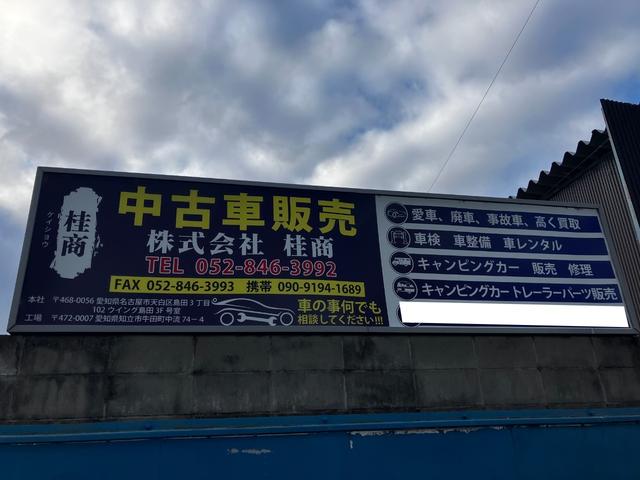 ケイショウ
桂商
中古車販売
株式会社 桂商
TEL 052-846-3992
FAX 052-846-3993 携帯 090-9194-1689
本社 〒468-0056 愛知県名古屋市天白区島田3丁目
102 ウイング島田3F号室
工場 〒472-0007 愛知県知立市牛田町中流74-4
車の事何でも
相談してください!!!
愛車、廃車、事故車、高く買取
車検 車整備 車レンタル
キャンピングカー 販売 修理
キャンピングカートレーラーパーツ販売